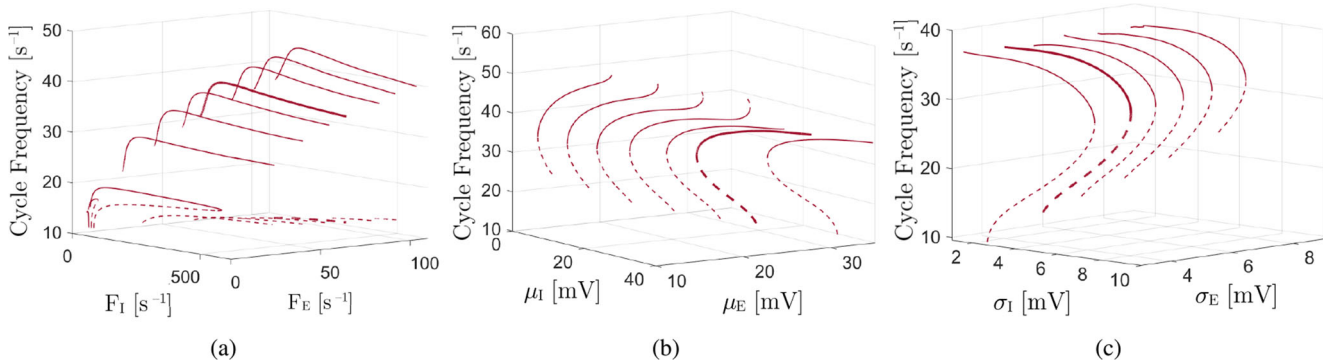 Cycle Frequency [s⁻¹]
50
40
30
20
10
0
500
0
50
100
F_I [s⁻¹]
F_E [s⁻¹]
(a)
Cycle Frequency [s⁻¹]
60
50
40
30
20
10
0
20
40
10
20
30
μ_I [mV]
μ_E [mV]
(b)
Cycle Frequency [s⁻¹]
40
30
20
10
2
4
6
8
10
4
6
8
σ_I [mV]
σ_E [mV]
(c)